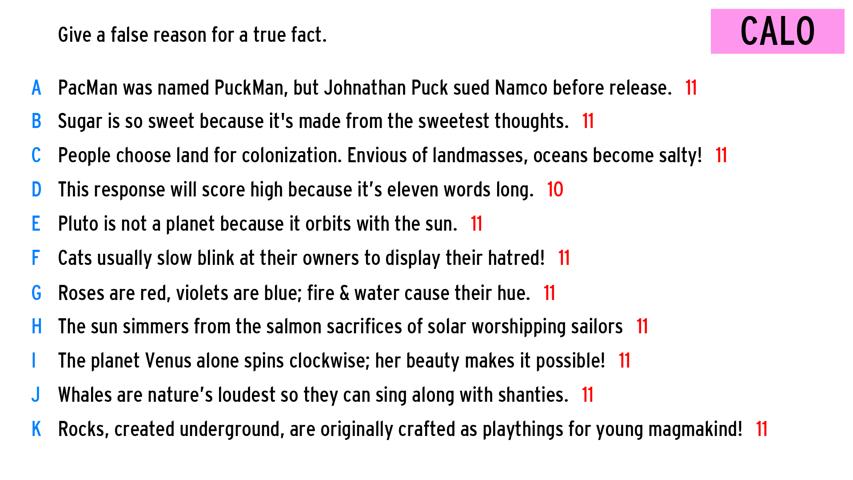 Give a false reason for a true fact.
CALO
A PacMan was named PuckMan, but Johnathan Puck sued Namco before release. 11
B Sugar is so sweet because it's made from the sweetest thoughts. 11
C People choose land for colonization. Envious of landmasses, oceans become salty! 11
D This response will score high because it's eleven words long. 10
E Pluto is not a planet because it orbits with the sun. 11
F Cats usually slow blink at their owners to display their hatred! 11
G Roses are red, violets are blue; fire & water cause their hue. 11
H The sun simmers from the salmon sacrifices of solar worshipping sailors 11
I The planet Venus alone spins clockwise; her beauty makes it possible! 11
J Whales are nature's loudest so they can sing along with shanties. 11
K Rocks, created underground, are originally crafted as playthings for young magmakind! 11